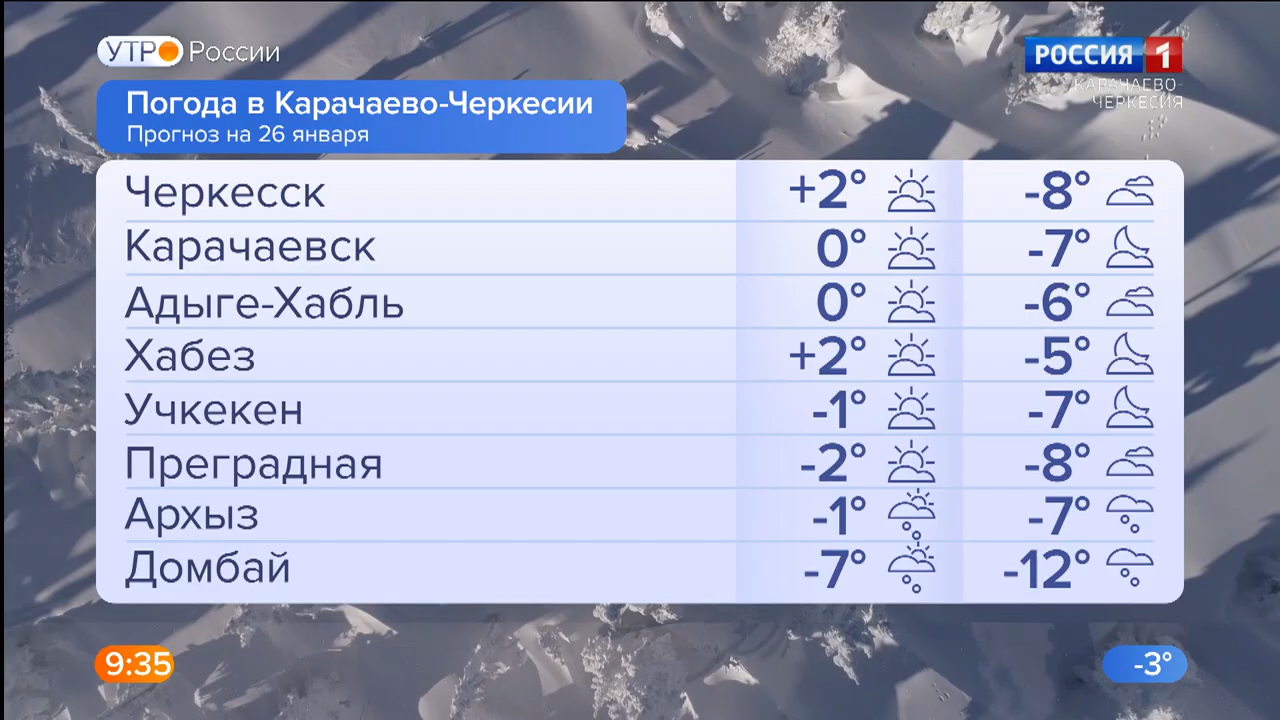 УТРО России
РОССИЯ 1
КАРАЧАЕВО-
ЧЕРКЕСИЯ
Погода в Карачаево-Черкесии
Прогноз на 26 января
Черкесск +2° -8°
Карачаевск 0° -7°
Адыге-Хабль 0° -6°
Хабез +2° -5°
Учкекен -1° -7°
Преградная -2° -8°
Архыз -1° -7°
Домбай -7° -12°
9:35 -3°